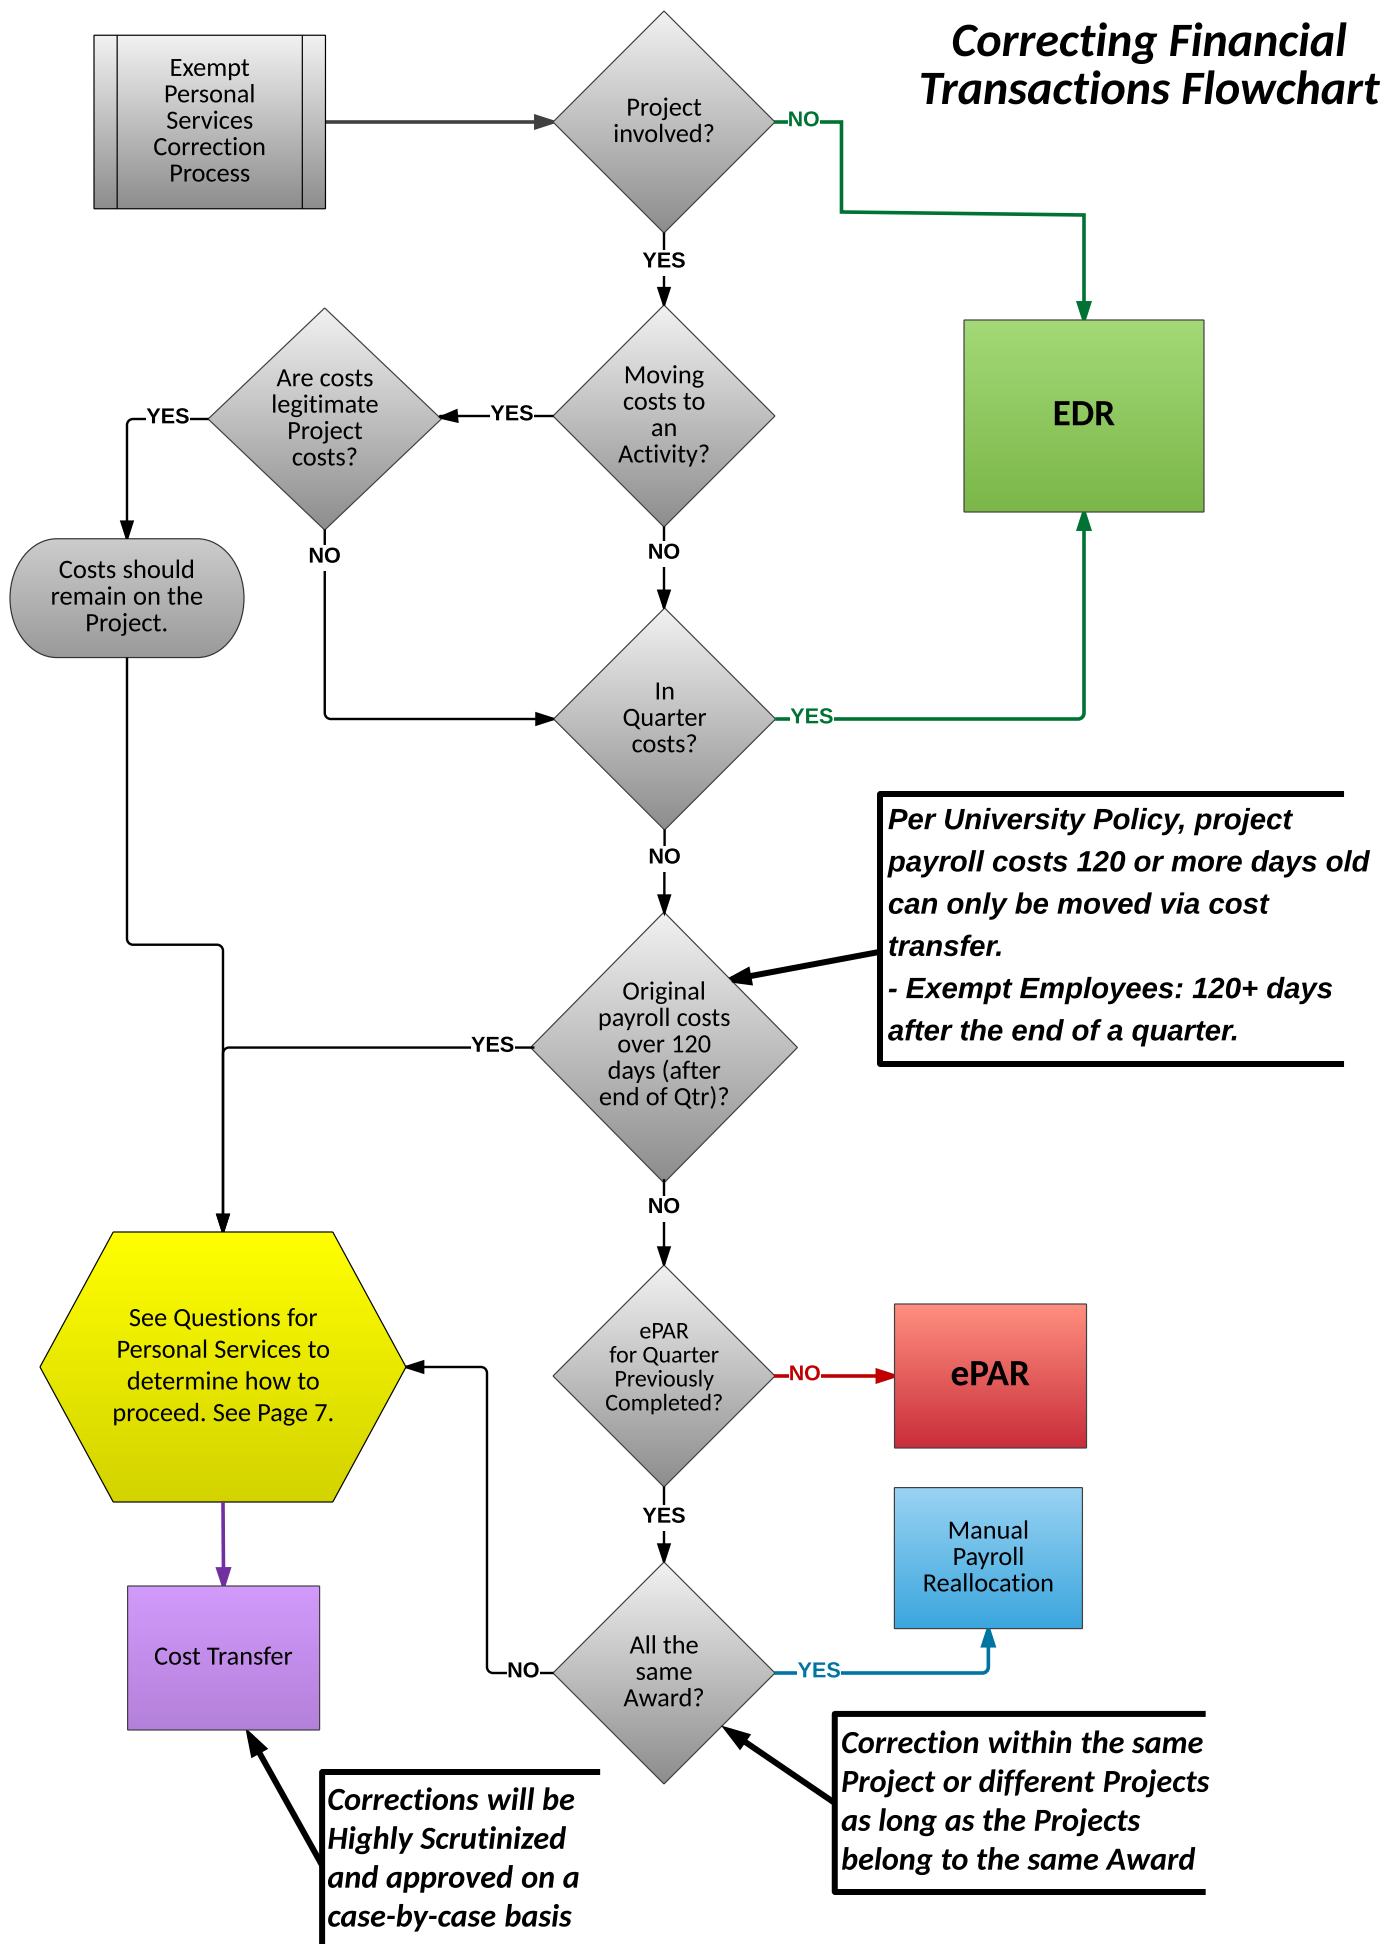 Correcting Financial
Transactions Flowchart
Exempt
Personal
Services
Correction
Process
Project
involved?
NO
YES
Are costs
legitimate
Project
costs?
Moving
costs to
an
Activity?
YES
YES
EDR
NO
NO
Costs should
remain on the
Project.
In
Quarter
costs?
YES
NO
Per University Policy, project
payroll costs 120 or more days old
can only be moved via cost
transfer.
- Exempt Employees: 120+ days
after the end of a quarter.
Original
payroll costs
over 120
days (after
end of Qtr)?
YES
NO
See Questions for
Personal Services to
determine how to
proceed. See Page 7.
ePAR
for Quarter
Previously
Completed?
NO
ePAR
YES
Manual
Payroll
Reallocation
Cost Transfer
All the
same
Award?
NO
YES
Correction within the same
Project or different Projects
as long as the Projects
belong to the same Award
Corrections will be
Highly Scrutinized
and approved on a
case-by-case basis